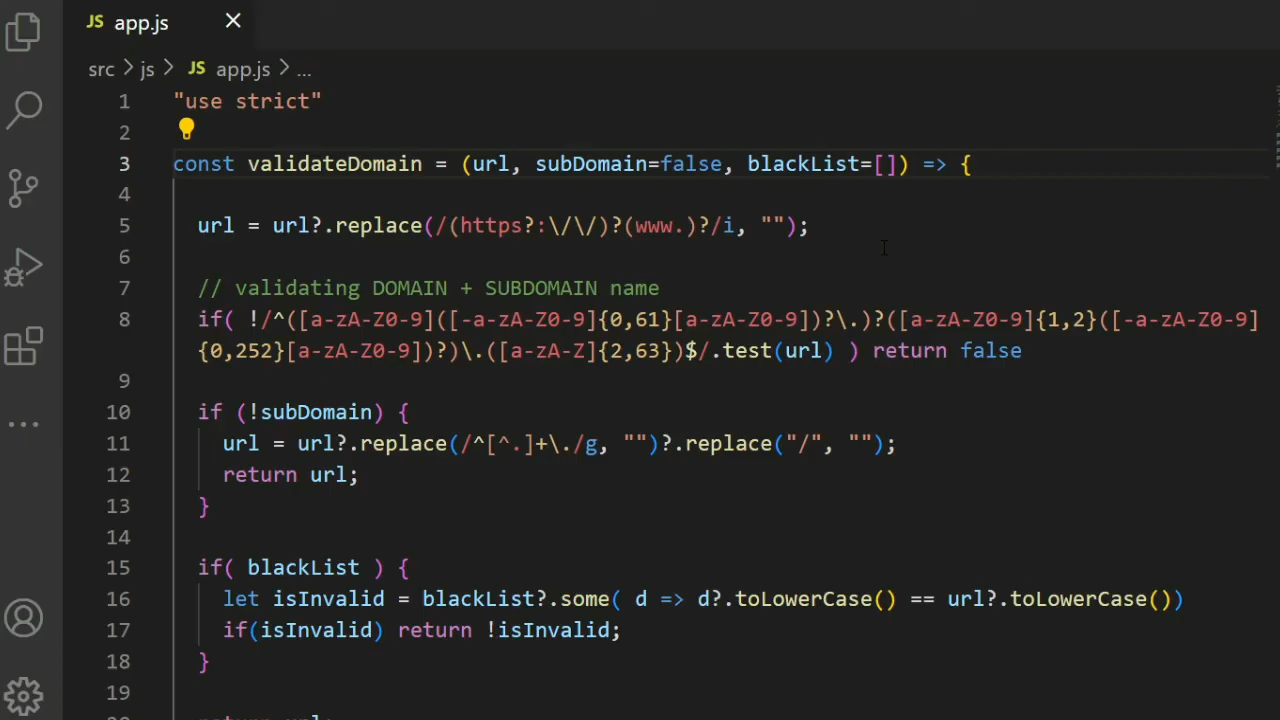 JS app.js ×
src > js > JS app.js > ...
1 "use strict"
2
3 const validateDomain = (url, subDomain=false, blackList=[]) => {
4
5 url = url?.replace(/(https?:\/\/)?(www.)?/i, "");
6
7 // validating DOMAIN + SUBDOMAIN name
8 if( !/^([a-zA-Z0-9]([-a-zA-Z0-9]{0,61}[a-zA-Z0-9])?\.)?([a-zA-Z0-9]{1,2}([-a-zA-Z0-9]
{0,252}[a-zA-Z0-9])?)\.([a-zA-Z]{2,63})$/.test(url) ) return false
9
10 if (!subDomain) {
11 url = url?.replace(/^[^.]+\./g, "")?.replace("/", "");
12 return url;
13 }
14
15 if( blackList ) {
16 let isInvalid = blackList?.some( d => d?.toLowerCase() == url?.toLowerCase())
17 if(isInvalid) return !isInvalid;
18 }
19